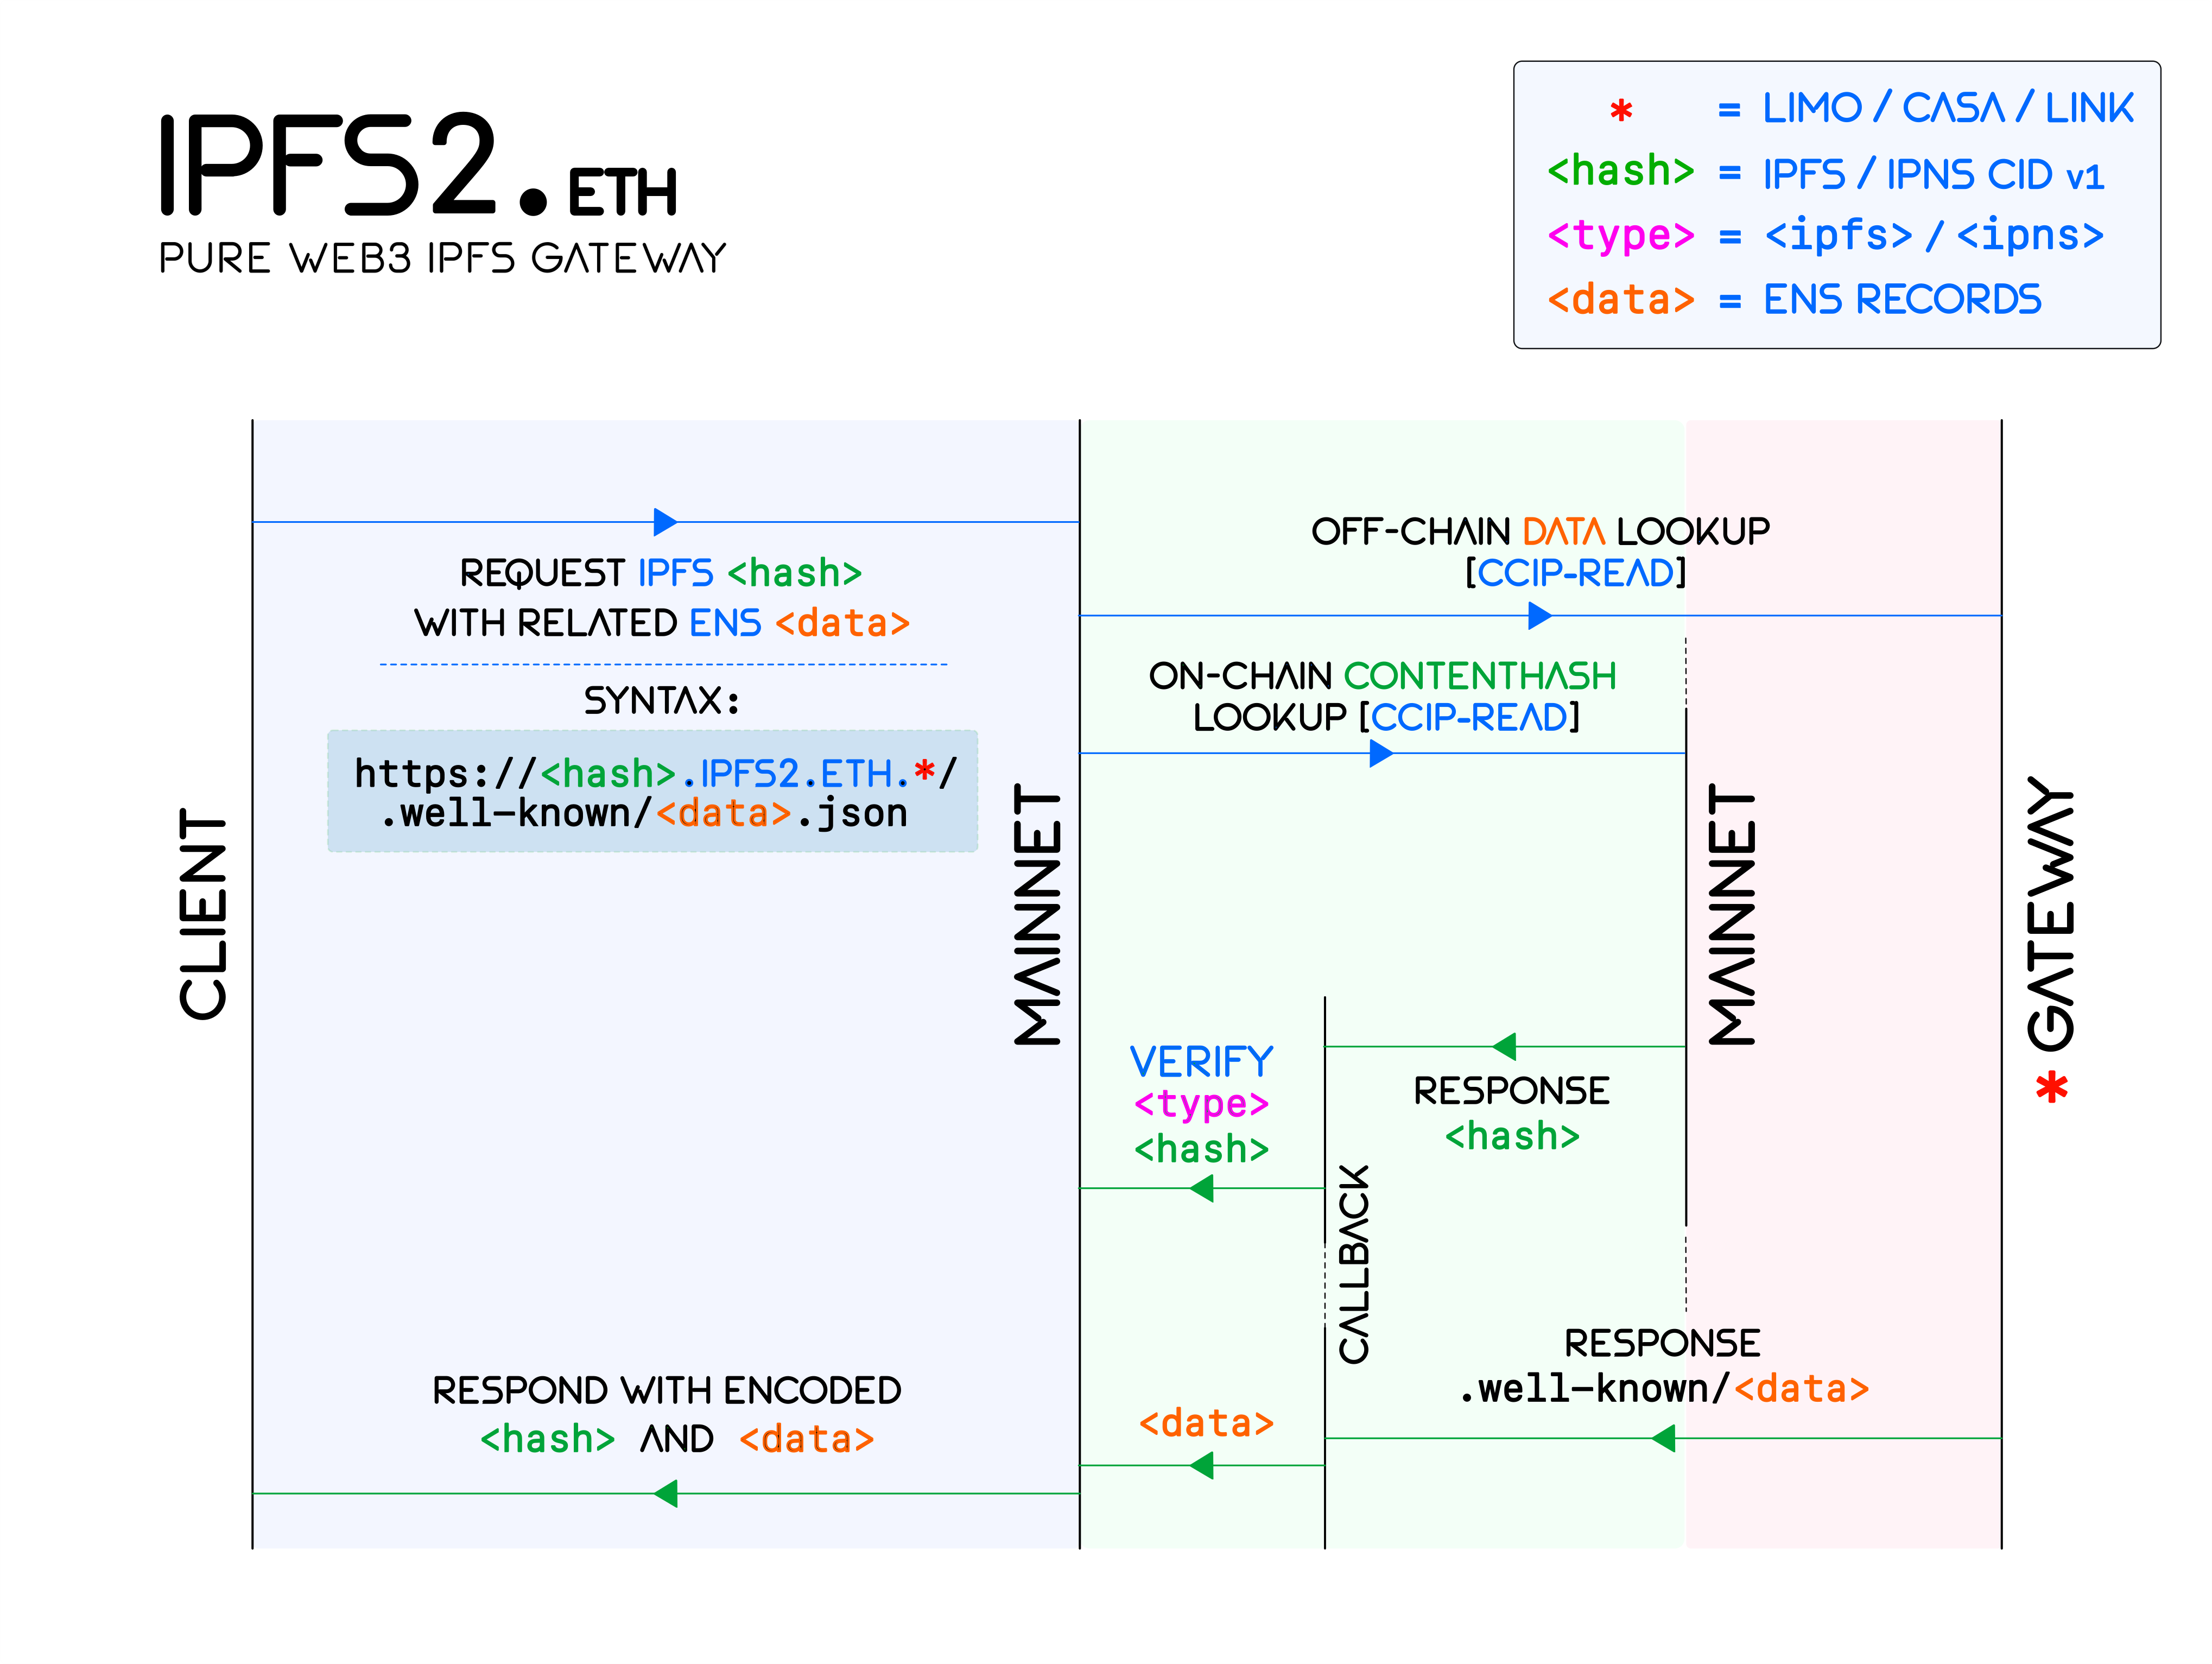 IPFS2.ETH
PURE WEB3 IPFS GATEWAY
* = LIMO / CASA / LINK
<hash> = IPFS / IPNS CID v1
<type> = <ipfs> / <ipns>
<data> = ENS RECORDS
CLIENT
REQUEST IPFS <hash>
WITH RELATED ENS <data>
SYNTAX:
https://<hash>.IPFS2.ETH.*/
.well-known/<data>.json
MAINNET
OFF-CHAIN DATA LOOKUP
[CCIP-READ]
ON-CHAIN CONTENTHASH
LOOKUP [CCIP-READ]
MAINNET
* GATEWAY
VERIFY
<type>
<hash>
RESPONSE
<hash>
CALLBACK
RESPONSE
.well-known/<data>
<data>
RESPOND WITH ENCODED
<hash> AND <data>